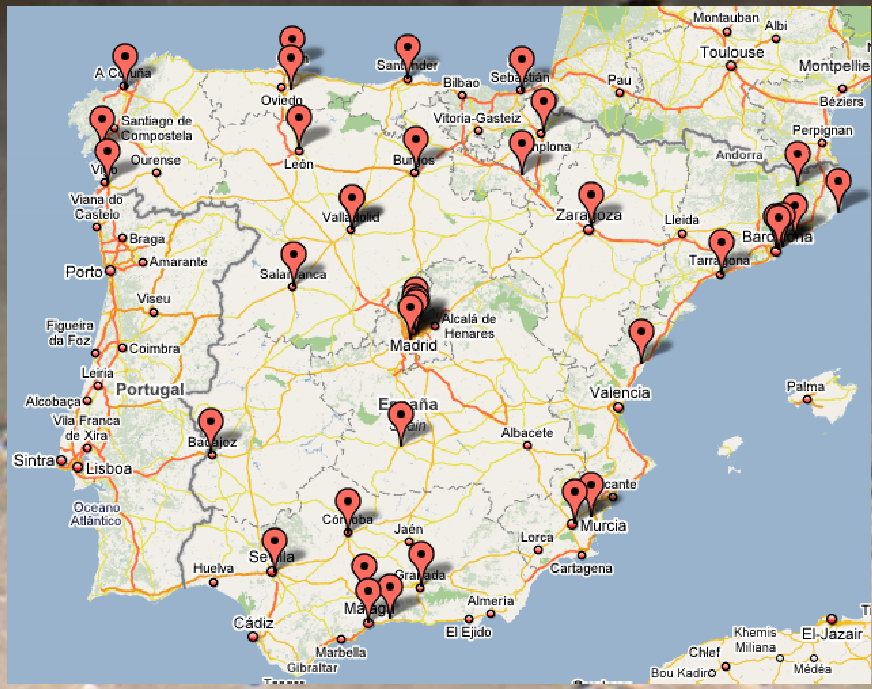 Montauban
Albi
Toulouse
Montpellie
Béziers
Perpignan
Pau
Andorra
A Coruña
Santander
Sebastián
Bilbao
Oviedo
Vitoria-Gasteiz
Santiago de
Compostela
Ourense
León
Burgos
Vigo
Viana do
Castelo
Valladolid
Zaragoza
Lleida
Barcelona
Tarragona
Braga
Amarante
Porto
Salamanca
Viseu
Alcalá de
Henares
Madrid
Figueira
da Foz
Coimbra
Leiria
Portugal
Alcobaça
España
Spain
Valencia
Palma
Vila Franca
de Xira
Badajoz
Albacete
Sintra
Lisboa
Oceano
Atlántico
Córdoba
Murcia
Jaén
Lorca
Cartagena
Sevilla
Huelva
Granada
Málaga
Almeria
El Ejido
Cádiz
Marbella
Gibraltar
Khemis
Miliana
El Jazair
Chlef
Bou Kadir
Médéa